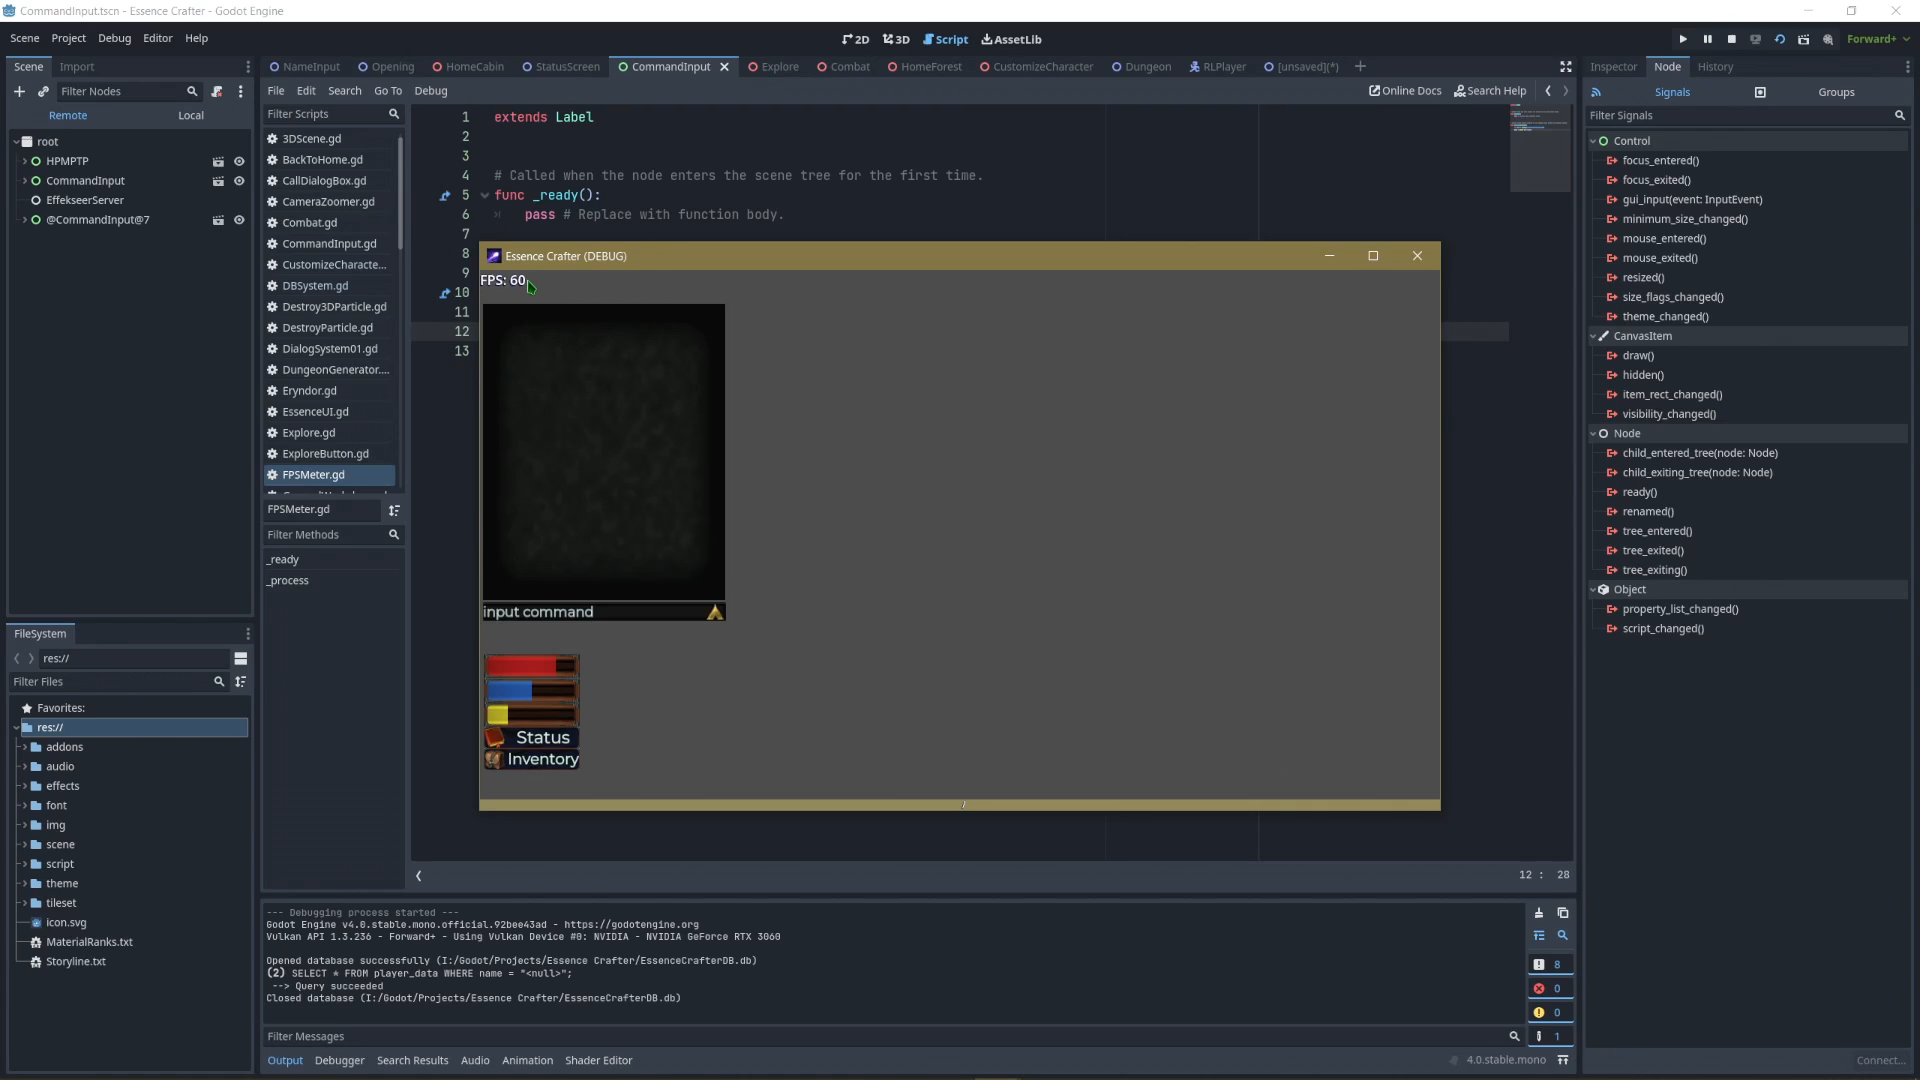 CommandInput.tscn - Essence Crafter - Godot Engine
Scene Project Debug Editor Help
2D 3D Script AssetLib
Forward+
Scene Import
NameInput Opening HomeCabin StatusScreen CommandInput Explore Combat HomeForest CustomizeCharacter Dungeon RLPlayer [unsaved](*)
Inspector Node History
Filter Nodes
File Edit Search Go To Debug
Online Docs Search Help
Signals Groups
Remote Local
root
HPMPTP
CommandInput
EffekseerServer
@CommandInput@7
Filter Scripts
3DScene.gd
BackToHome.gd
CallDialogBox.gd
CameraZoomer.gd
Combat.gd
CommandInput.gd
CustomizeCharacte...
DBSystem.gd
Destroy3DParticle.gd
DestroyParticle.gd
DialogSystem01.gd
DungeonGenerator....
Eryndor.gd
EssenceUI.gd
Explore.gd
ExploreButton.gd
FPSMeter.gd
FPSMeter.gd
Filter Methods
_ready
_process
1 extends Label
2
3
4 # Called when the node enters the scene tree for the first time.
5 func _ready():
6 pass # Replace with function body.
7
8
9
10
11
12
13
Essence Crafter (DEBUG)
FPS: 60
input command
Status
Inventory
12 : 28
Filter Signals
Control
focus_entered()
focus_exited()
gui_input(event: InputEvent)
minimum_size_changed()
mouse_entered()
mouse_exited()
resized()
size_flags_changed()
theme_changed()
CanvasItem
draw()
hidden()
item_rect_changed()
visibility_changed()
Node
child_entered_tree(node: Node)
child_exiting_tree(node: Node)
ready()
renamed()
tree_entered()
tree_exited()
tree_exiting()
Object
property_list_changed()
script_changed()
FileSystem
res://
Filter Files
Favorites:
res://
addons
audio
effects
font
img
scene
script
theme
tileset
icon.svg
MaterialRanks.txt
Storyline.txt
--- Debugging process started ---
Godot Engine v4.0.stable.mono.official.92bee43ad - https://godotengine.org
Vulkan API 1.3.236 - Forward+ - Using Vulkan Device #0: NVIDIA - NVIDIA GeForce RTX 3060
Opened database successfully (I:/Godot/Projects/Essence Crafter/EssenceCrafterDB.db)
(2) SELECT * FROM player_data WHERE name = "<null>";
--> Query succeeded
Closed database (I:/Godot/Projects/Essence Crafter/EssenceCrafterDB.db)
8
0
0
1
Filter Messages
Output Debugger Search Results Audio Animation Shader Editor
4.0.stable.mono
Connect...